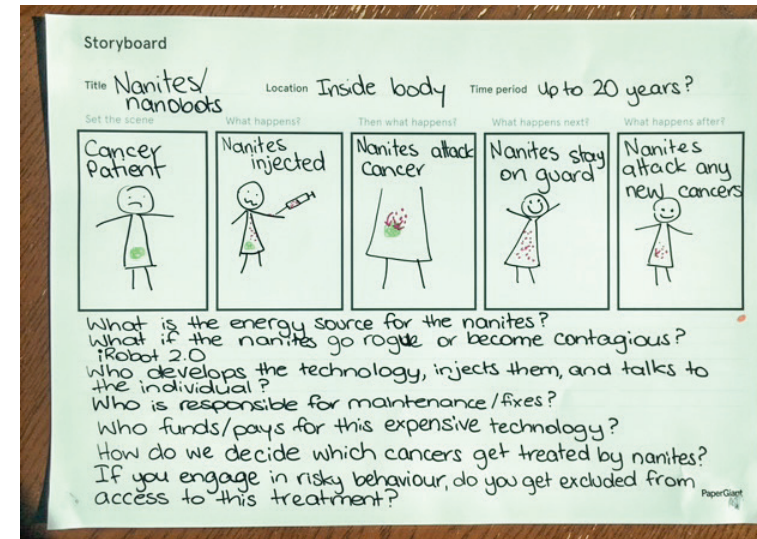 Storyboard
Title Nanites/ Location Inside body Time period Up to 20 years?
nanobots
Set the scene What happens? Then what happens? What happens next? What happens after?
Cancer
Patient
Nanites
injected
Nanites attack
cancer
Nanites stay
on guard
Nanites
attack any
new cancers
What is the energy source for the nanites?
What if the nanites go rogue or become contagious?
iRobot 2.0
Who develops the technology, injects them, and talks to
the individual?
Who is responsible for maintenance/fixes?
Who funds/pays for this expensive technology?
How do we decide which cancers get treated by nanites?
If you engage in risky behaviour, do you get excluded from
access to this treatment?
PaperGiant